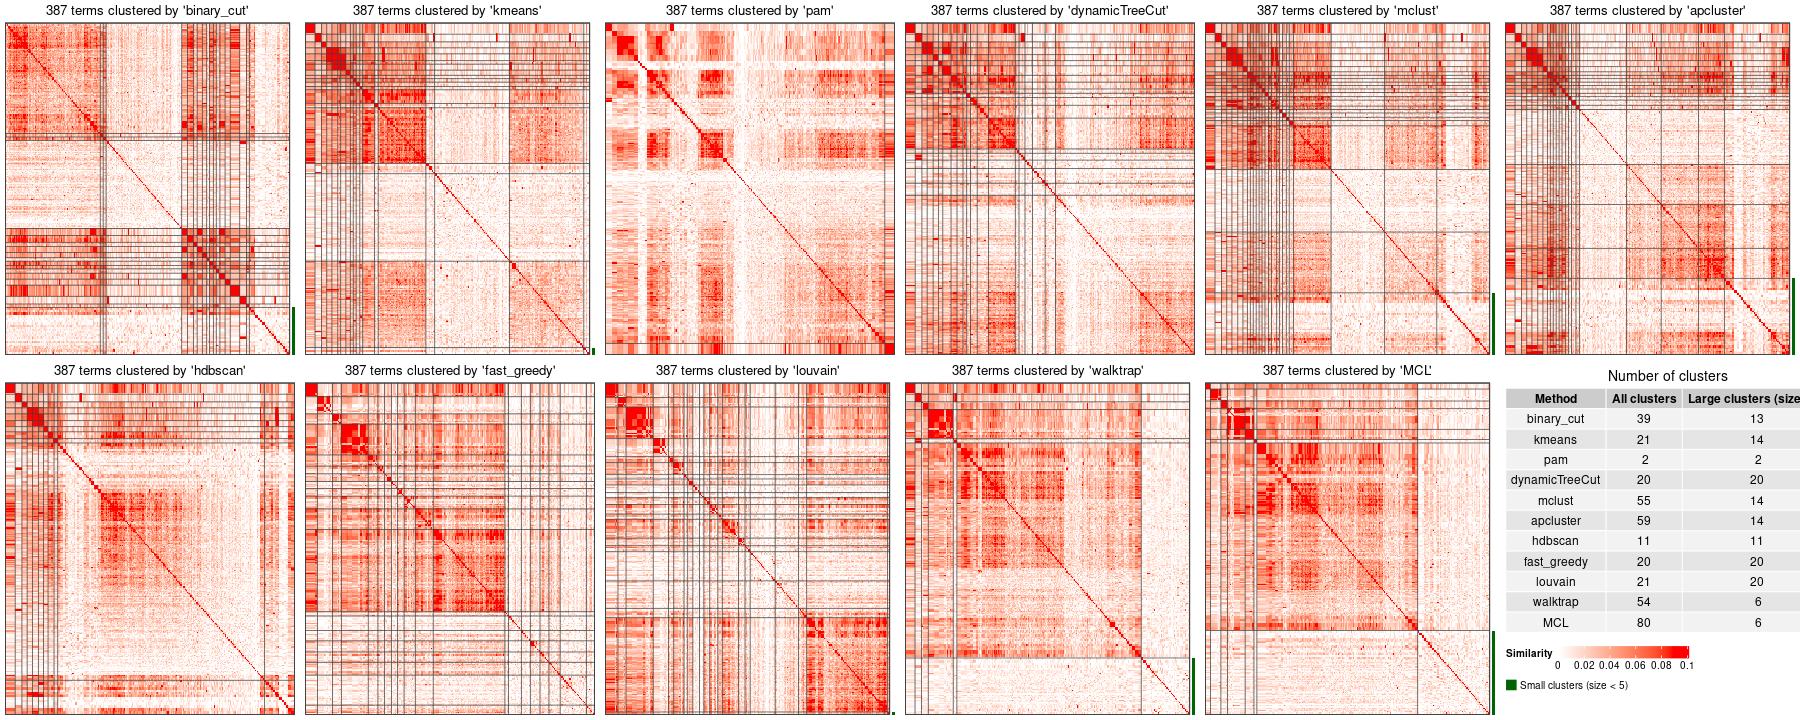 387 terms clustered by 'binary_cut'
387 terms clustered by 'kmeans'
387 terms clustered by 'pam'
387 terms clustered by 'dynamicTreeCut'
387 terms clustered by 'mclust'
387 terms clustered by 'apcluster'
387 terms clustered by 'hdbscan'
387 terms clustered by 'fast_greedy'
387 terms clustered by 'louvain'
387 terms clustered by 'walktrap'
387 terms clustered by 'MCL'
Number of clusters
Method All clusters Large clusters (size
binary_cut 39 13
kmeans 21 14
pam 2 2
dynamicTreeCut 20 20
mclust 55 14
apcluster 59 14
hdbscan 11 11
fast_greedy 20 20
louvain 21 20
walktrap 54 6
MCL 80 6
Similarity
0 0.02 0.04 0.06 0.08 0.1
Small clusters (size < 5)